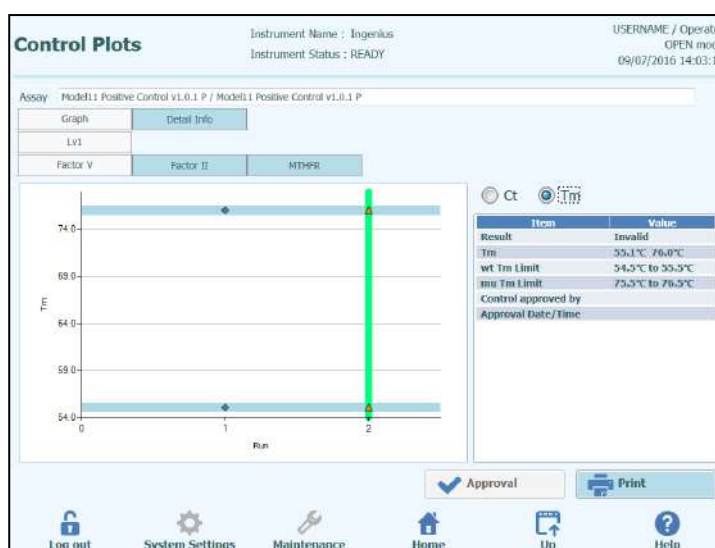 Control Plots
Instrument Name : Ingenius
Instrument Status : READY
USERNAME / Operato
OPEN mod
09/07/2016 14:03:1
Assay Model11 Positive Control v1.0.1 P / Model11 Positive Control v1.0.1 P
Graph Detail Info
Lv1
Factor V Factor II MTHFR
Ct Tm
Item Value
Result Invalid
Tm 55.1℃ 76.0℃
wt Tm Limit 54.5℃ to 55.5℃
mu Tm Limit 75.5℃ to 76.5℃
Control approved by
Approval Date/Time
74.0
69.0
Tm
64.0
59.0
54.0
0 1 2
Run
Approval Print
Log out System Settings Maintenance Home Up Help